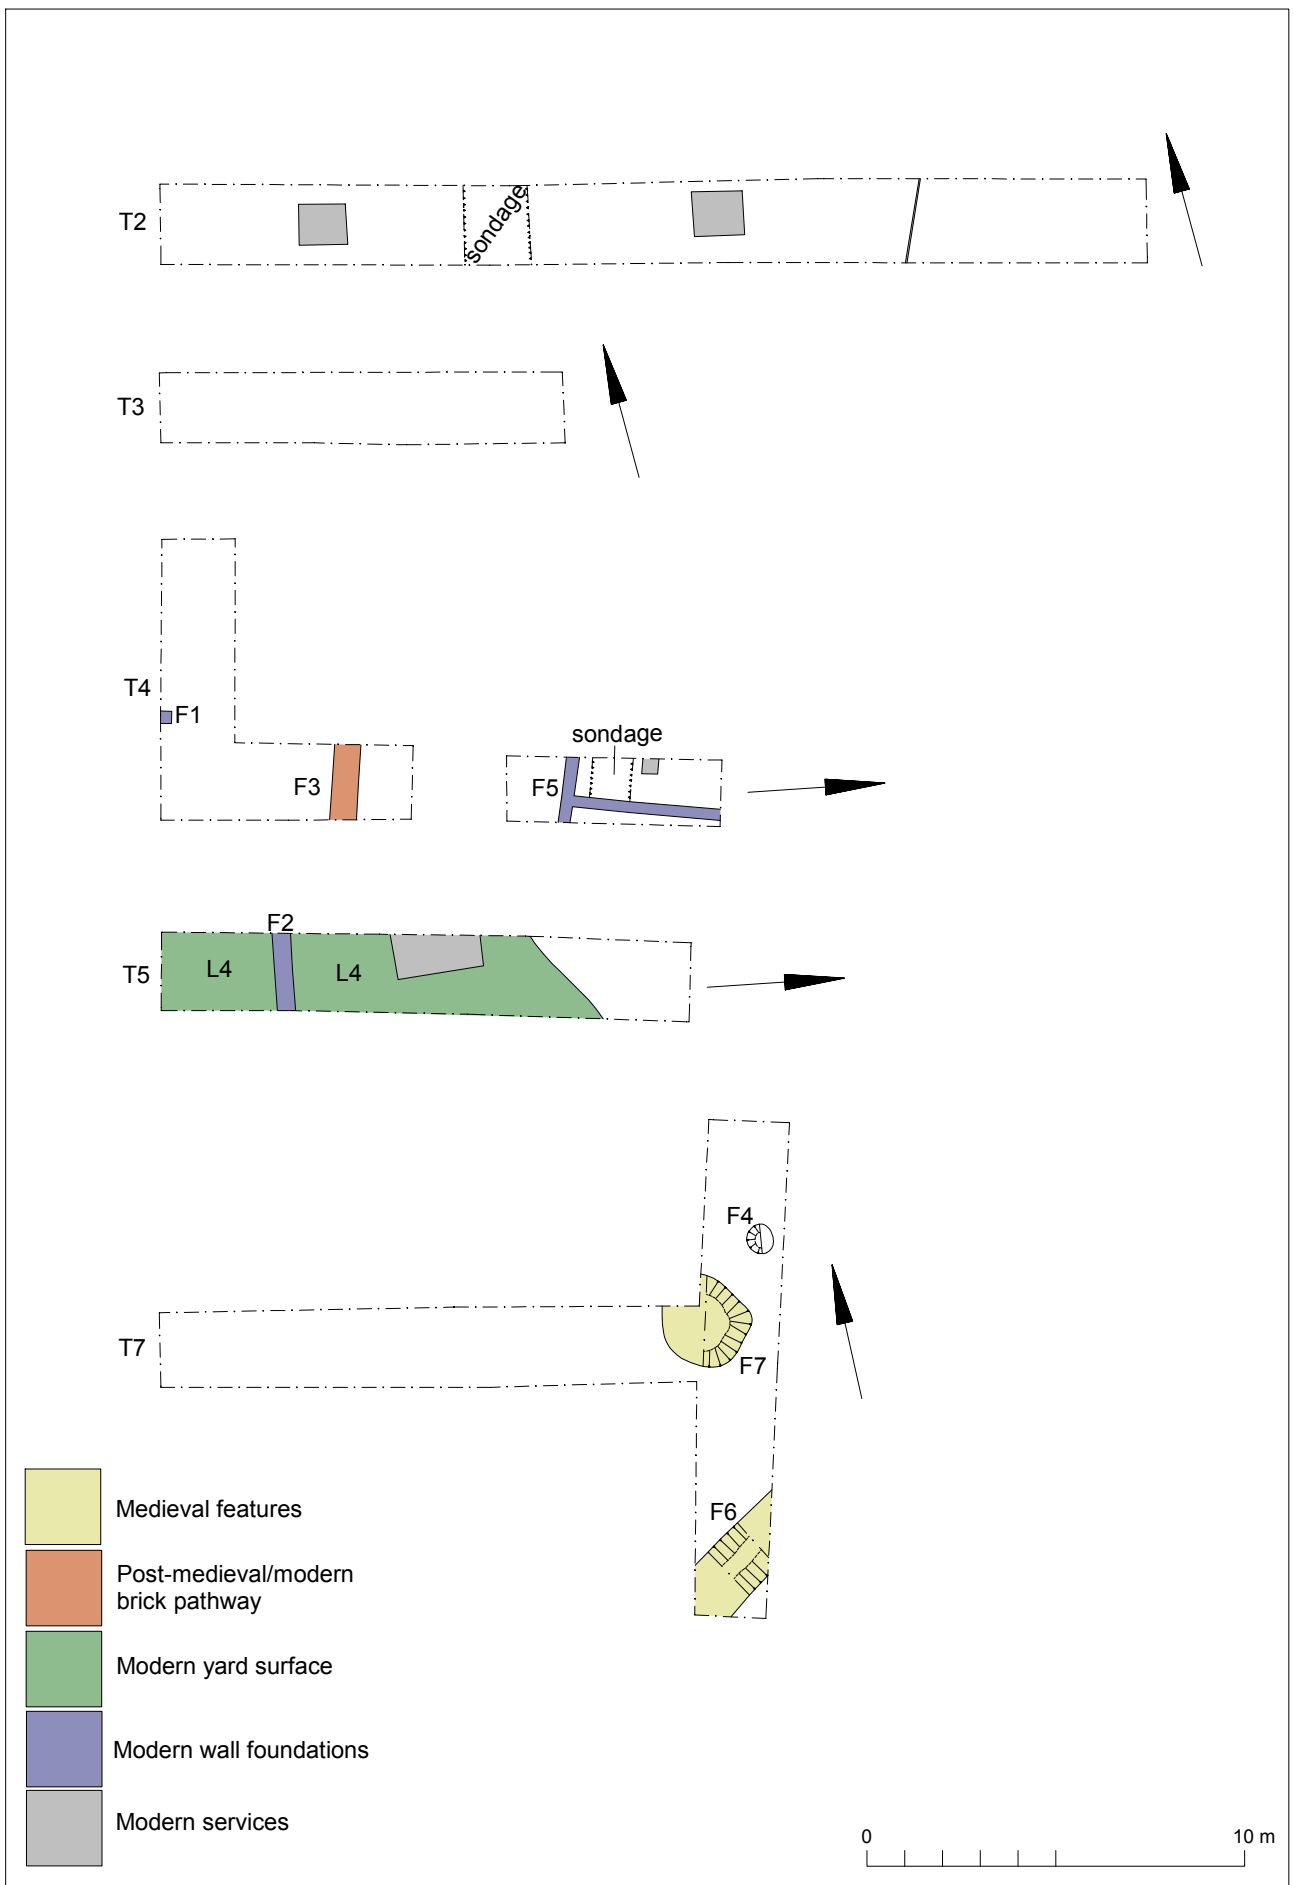 T2
sondage
T3
T4
F1
F3
sondage
F5
F2
T5
L4
L4
F4
T7
F7
F6
Medieval features
Post-medieval/modern
brick pathway
Modern yard surface
Modern wall foundations
Modern services
0
10 m